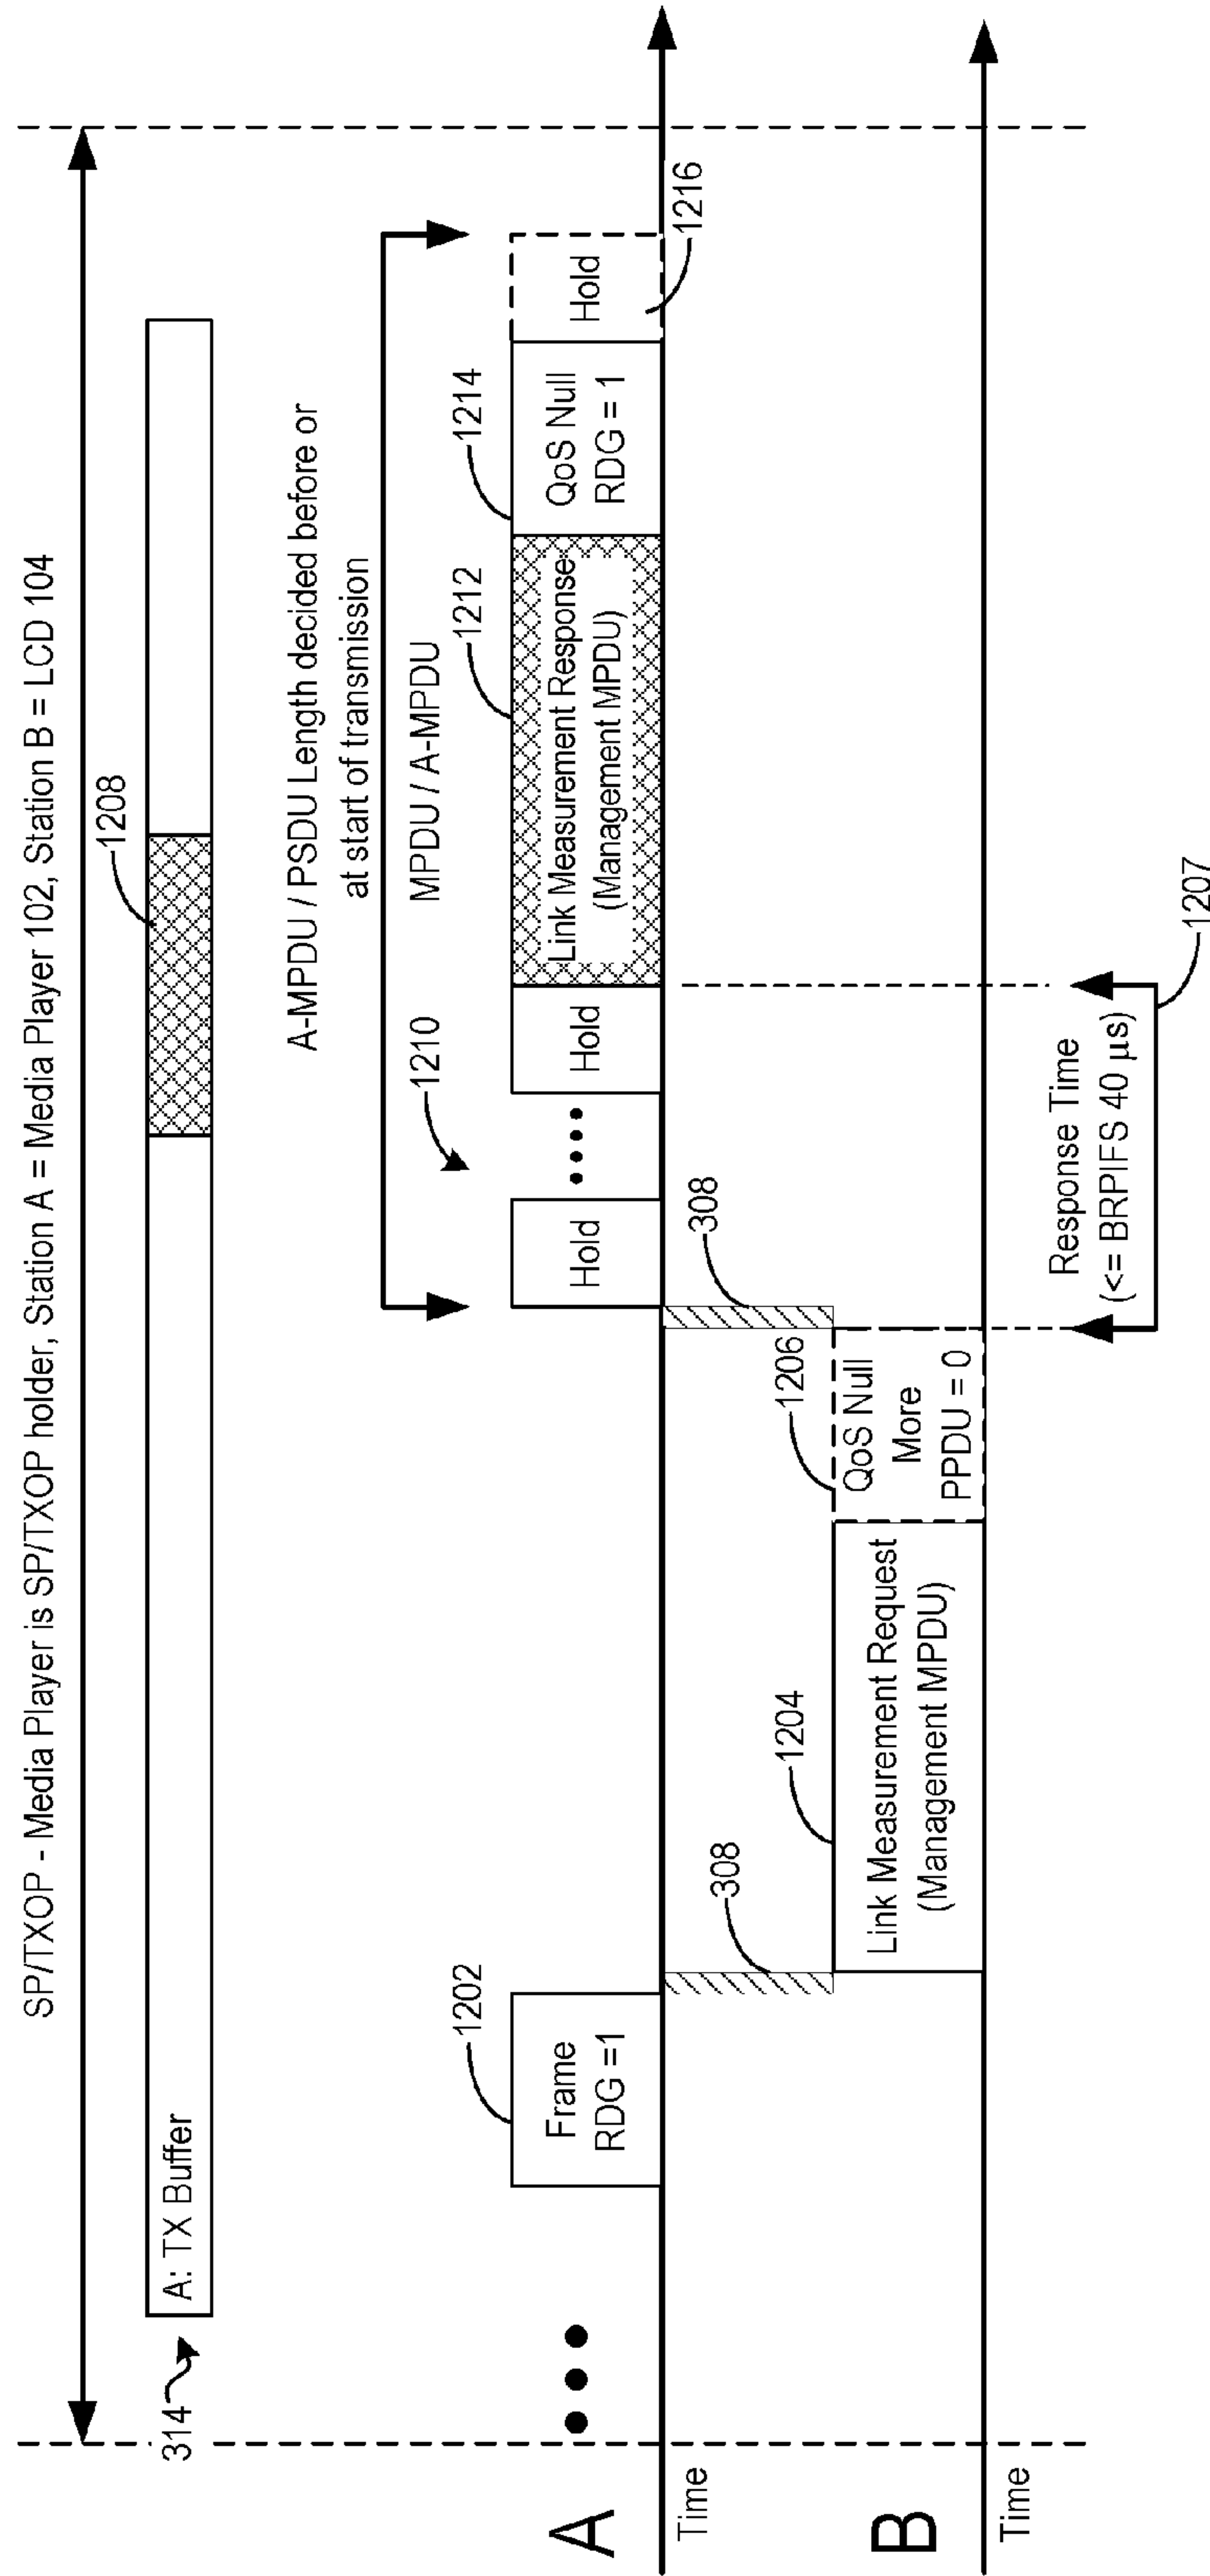 SP/TXOP - Media Player is SP/TXOP holder, Station A = Media Player 102, Station B = LCD 104
314
A: TX Buffer
1208
A-MPDU / PSDU Length decided before or
at start of transmission
1210
MPDU / A-MPDU
1202
1212
1214
A
Frame
RDG =1
Hold
Hold
Link Measurement Response
(Management MPDU)
QoS Null
RDG = 1
Hold
Time
308
308
1216
1204
1206
B
Link Measurement Request
(Management MPDU)
QoS Null
More
PPDU = 0
Time
Response Time
(<= BRPIFS 40 μs)
1207